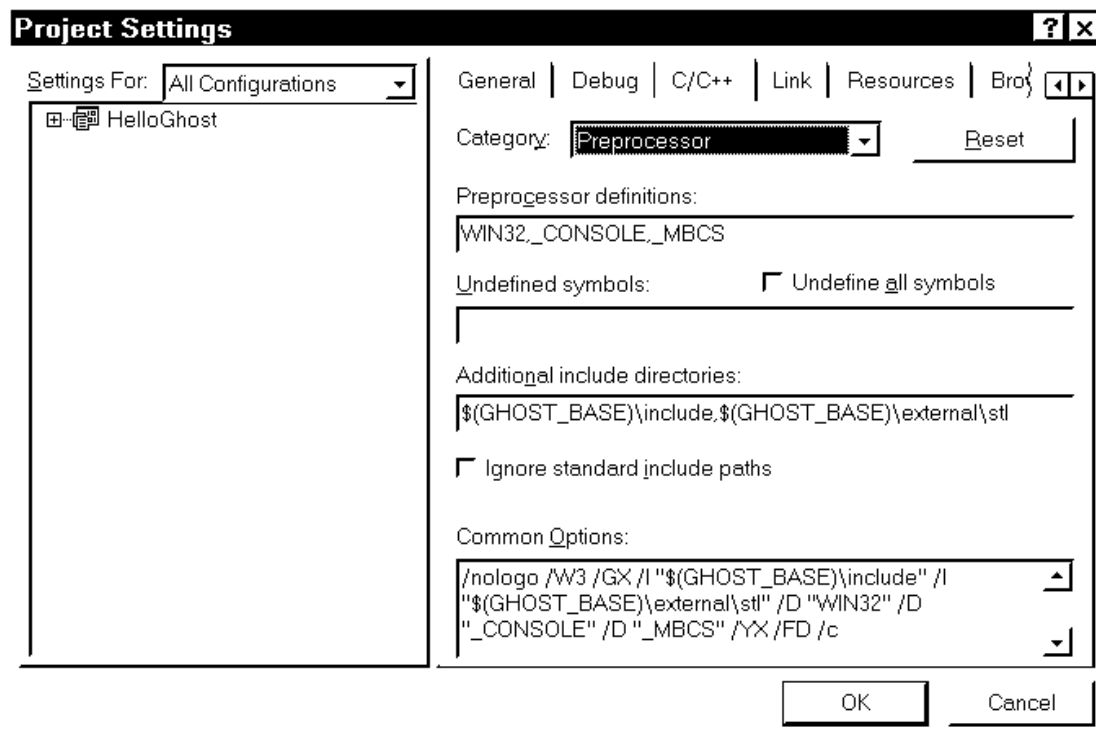 Project Settings
Settings For: All Configurations
HelloGhost
General Debug C/C++ Link Resources Brow
Category: Preprocessor Reset
Preprocessor definitions:
WIN32,_CONSOLE,_MBCS
Undefined symbols: Undefine all symbols
Additional include directories:
$(GHOST_BASE)\include,$(GHOST_BASE)\external\stl
Ignore standard include paths
Common Options:
/nologo /W3 /GX /I "$(GHOST_BASE)\include" /I
"$(GHOST_BASE)\external\stl" /D "WIN32" /D
"_CONSOLE" /D "_MBCS" /YX /FD /c
OK Cancel